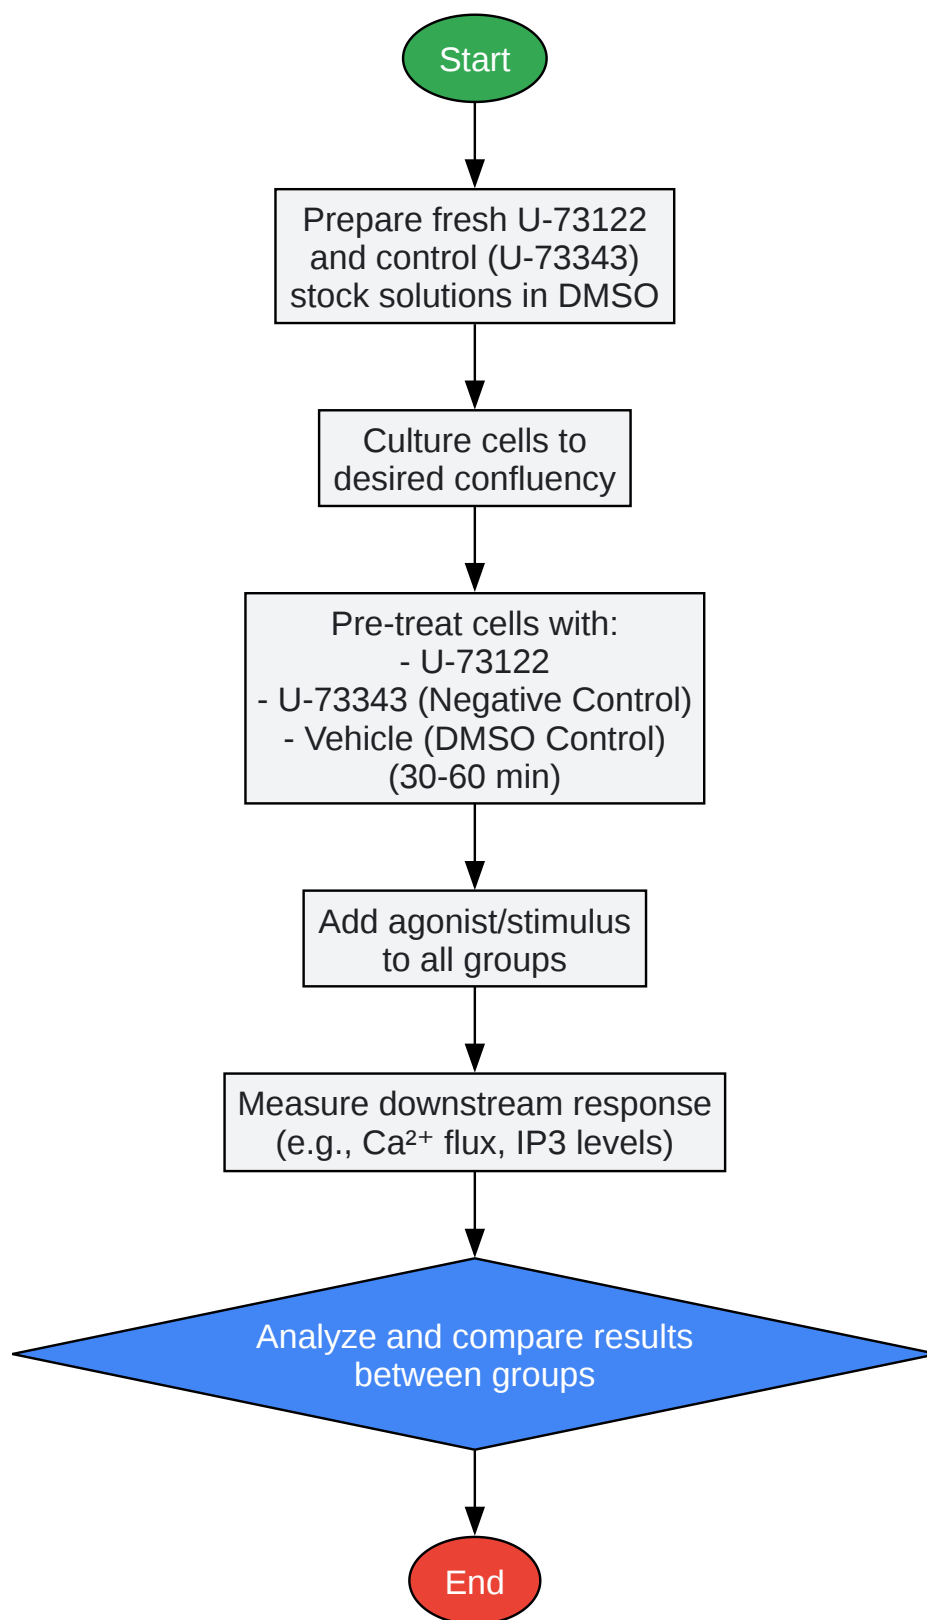 Start
Prepare fresh U-73122
and control (U-73343)
stock solutions in DMSO
Culture cells to
desired confluency
Pre-treat cells with:
- U-73122
- U-73343 (Negative Control)
- Vehicle (DMSO Control)
(30-60 min)
Add agonist/stimulus
to all groups
Measure downstream response
(e.g., Ca²⁺ flux, IP3 levels)
Analyze and compare results
between groups
End